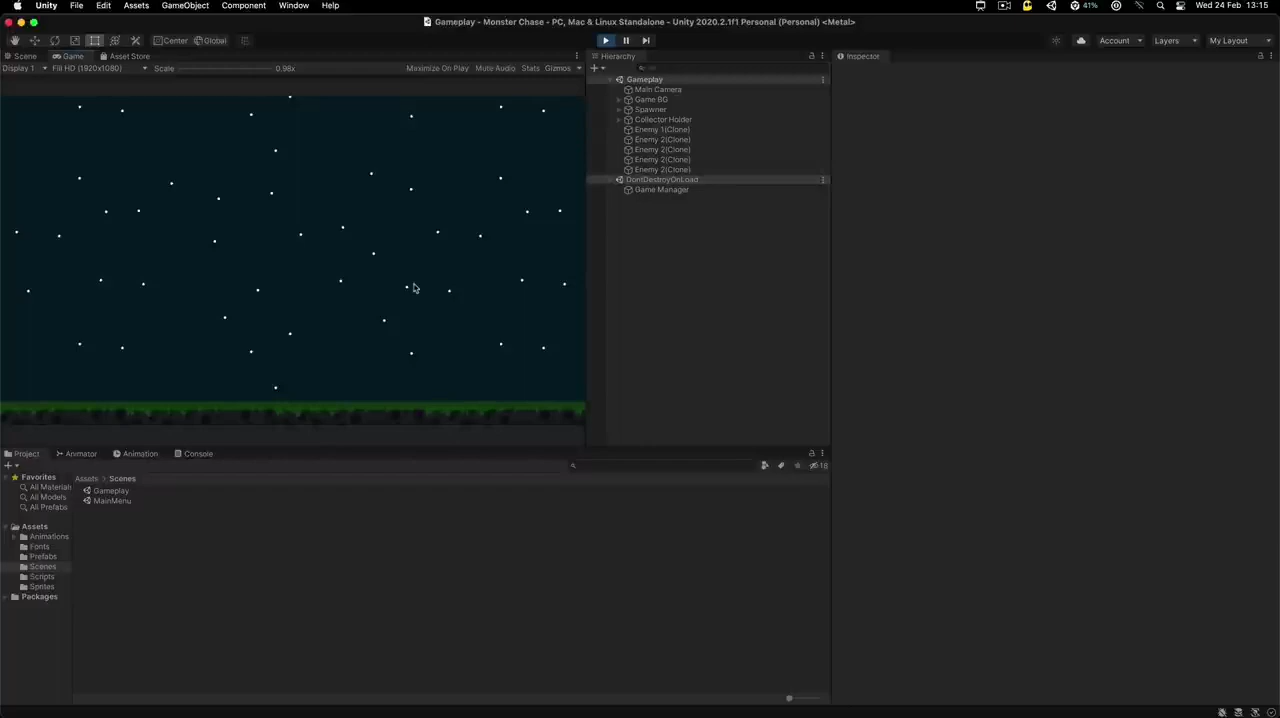 Unity File Edit Assets GameObject Component Window Help 41% Wed 24 Feb 13:15
Gameplay - Monster Chase - PC, Mac & Linux Standalone - Unity 2020.2.1f1 Personal (Personal) <Metal>
Center Global Account Layers My Layout
Scene Game Asset Store Hierarchy Inspector
Display 1 Full HD (1920x1080) Scale 0.98x Maximize On Play Mute Audio Stats Gizmos
Gameplay
Main Camera
Game BG
Spawner
Collector Holder
Enemy 1(Clone)
Enemy 2(Clone)
Enemy 2(Clone)
Enemy 2(Clone)
Enemy 2(Clone)
DontDestroyOnLoad
Game Manager
Project Animator Animation Console
18
Favorites
All Materials
All Models
All Prefabs
Assets
Animations
Fonts
Prefabs
Scenes
Scripts
Sprites
Packages
Assets > Scenes
Gameplay
MainMenu